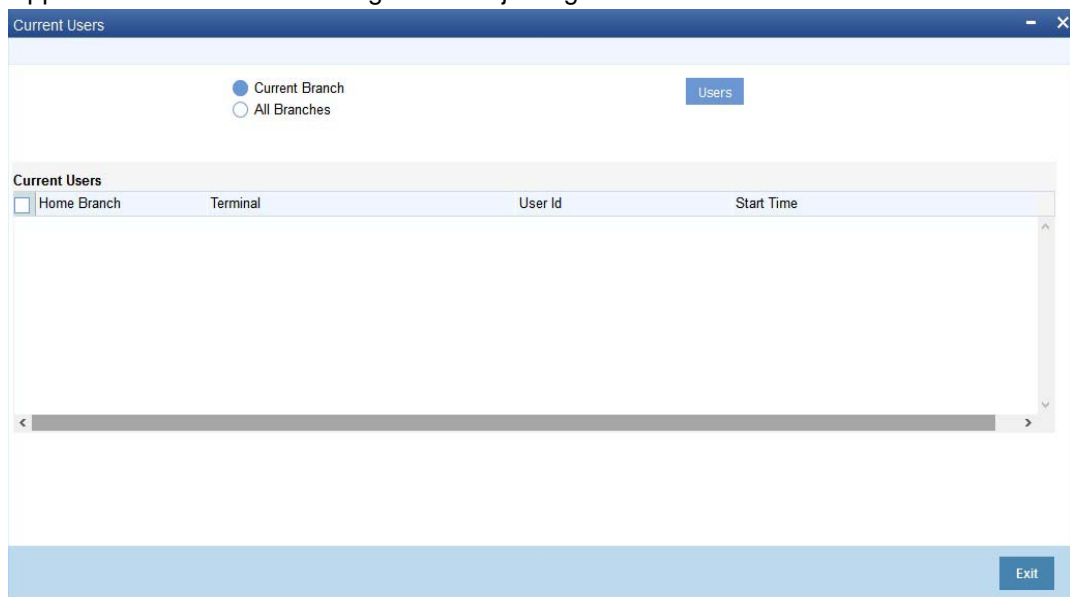 Current Users
Current Branch
Users
All Branches
Current Users
Home Branch Terminal User Id Start Time
Exit